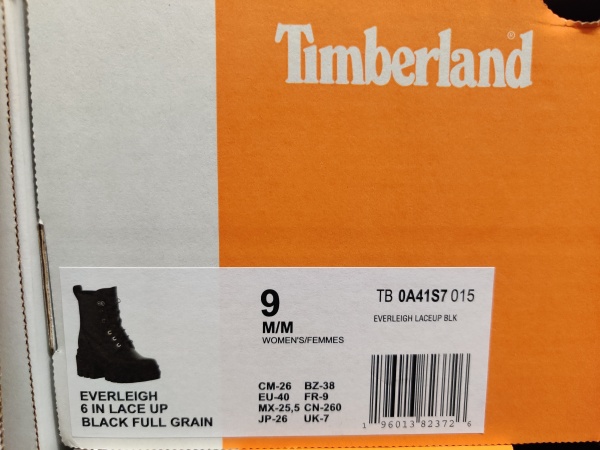 Timberland®
9
M/M
WOMEN'S/FEMMES
TB 0A41S7 015
EVERLEIGH LACEUP BLK
EVERLEIGH
6 IN LACE UP
BLACK FULL GRAIN
CM-26 BZ-38
EU-40 FR-9
MX-25,5 CN-260
JP-26 UK-7
1 96013 82372 6